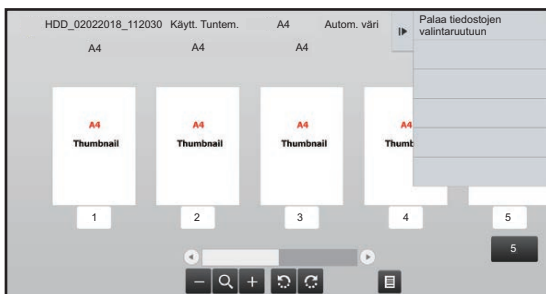 HDD_02022018_112030 Käytt. Tuntem. A4 Autom. väri
Palaa tiedostojen
valintaruutuun
A4 A4 A4
A4 A4 A4 A4
Thumbnail Thumbnail Thumbnail Thumb
1 2 3 4 5
5